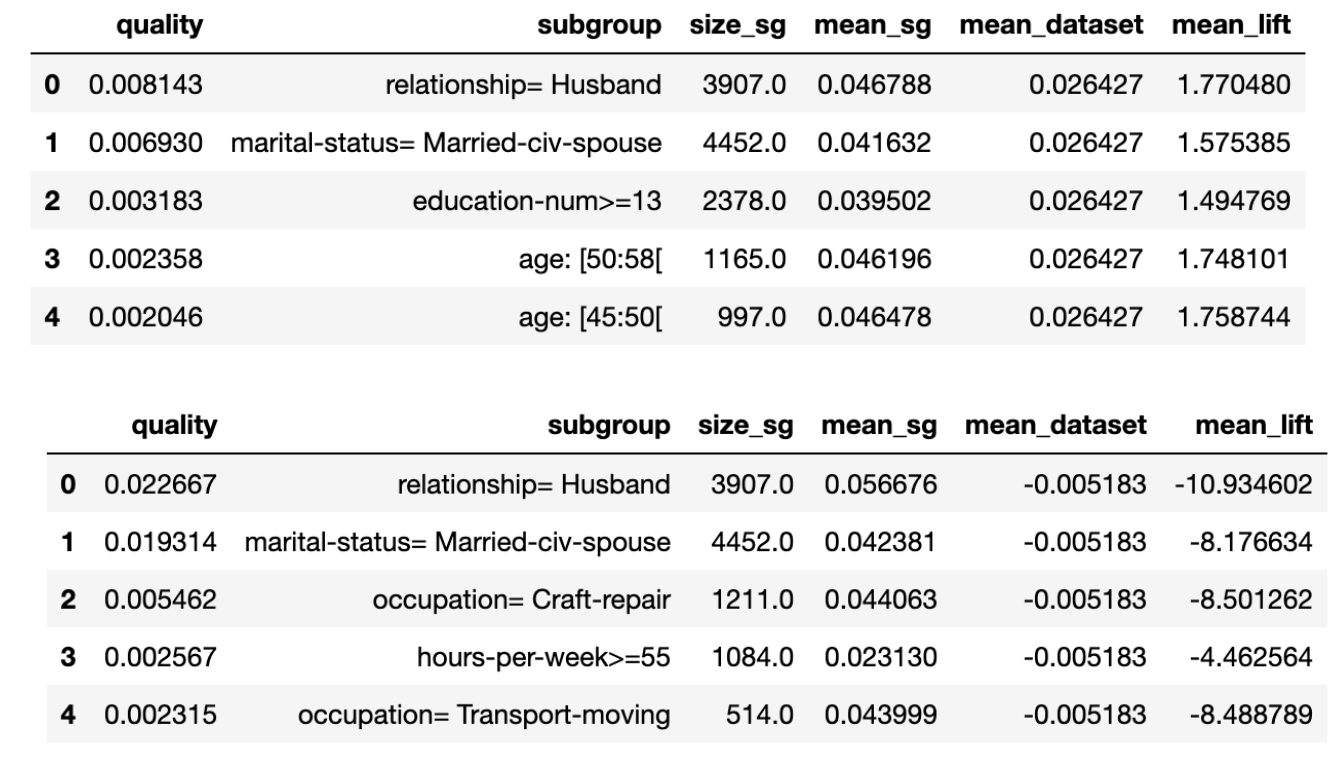 quality subgroup size_sg mean_sg mean_dataset mean_lift
0 0.008143 relationship= Husband 3907.0 0.046788 0.026427 1.770480
1 0.006930 marital-status= Married-civ-spouse 4452.0 0.041632 0.026427 1.575385
2 0.003183 education-num>=13 2378.0 0.039502 0.026427 1.494769
3 0.002358 age: [50:58[ 1165.0 0.046196 0.026427 1.748101
4 0.002046 age: [45:50[ 997.0 0.046478 0.026427 1.758744
quality subgroup size_sg mean_sg mean_dataset mean_lift
0 0.022667 relationship= Husband 3907.0 0.056676 -0.005183 -10.934602
1 0.019314 marital-status= Married-civ-spouse 4452.0 0.042381 -0.005183 -8.176634
2 0.005462 occupation= Craft-repair 1211.0 0.044063 -0.005183 -8.501262
3 0.002567 hours-per-week>=55 1084.0 0.023130 -0.005183 -4.462564
4 0.002315 occupation= Transport-moving 514.0 0.043999 -0.005183 -8.488789